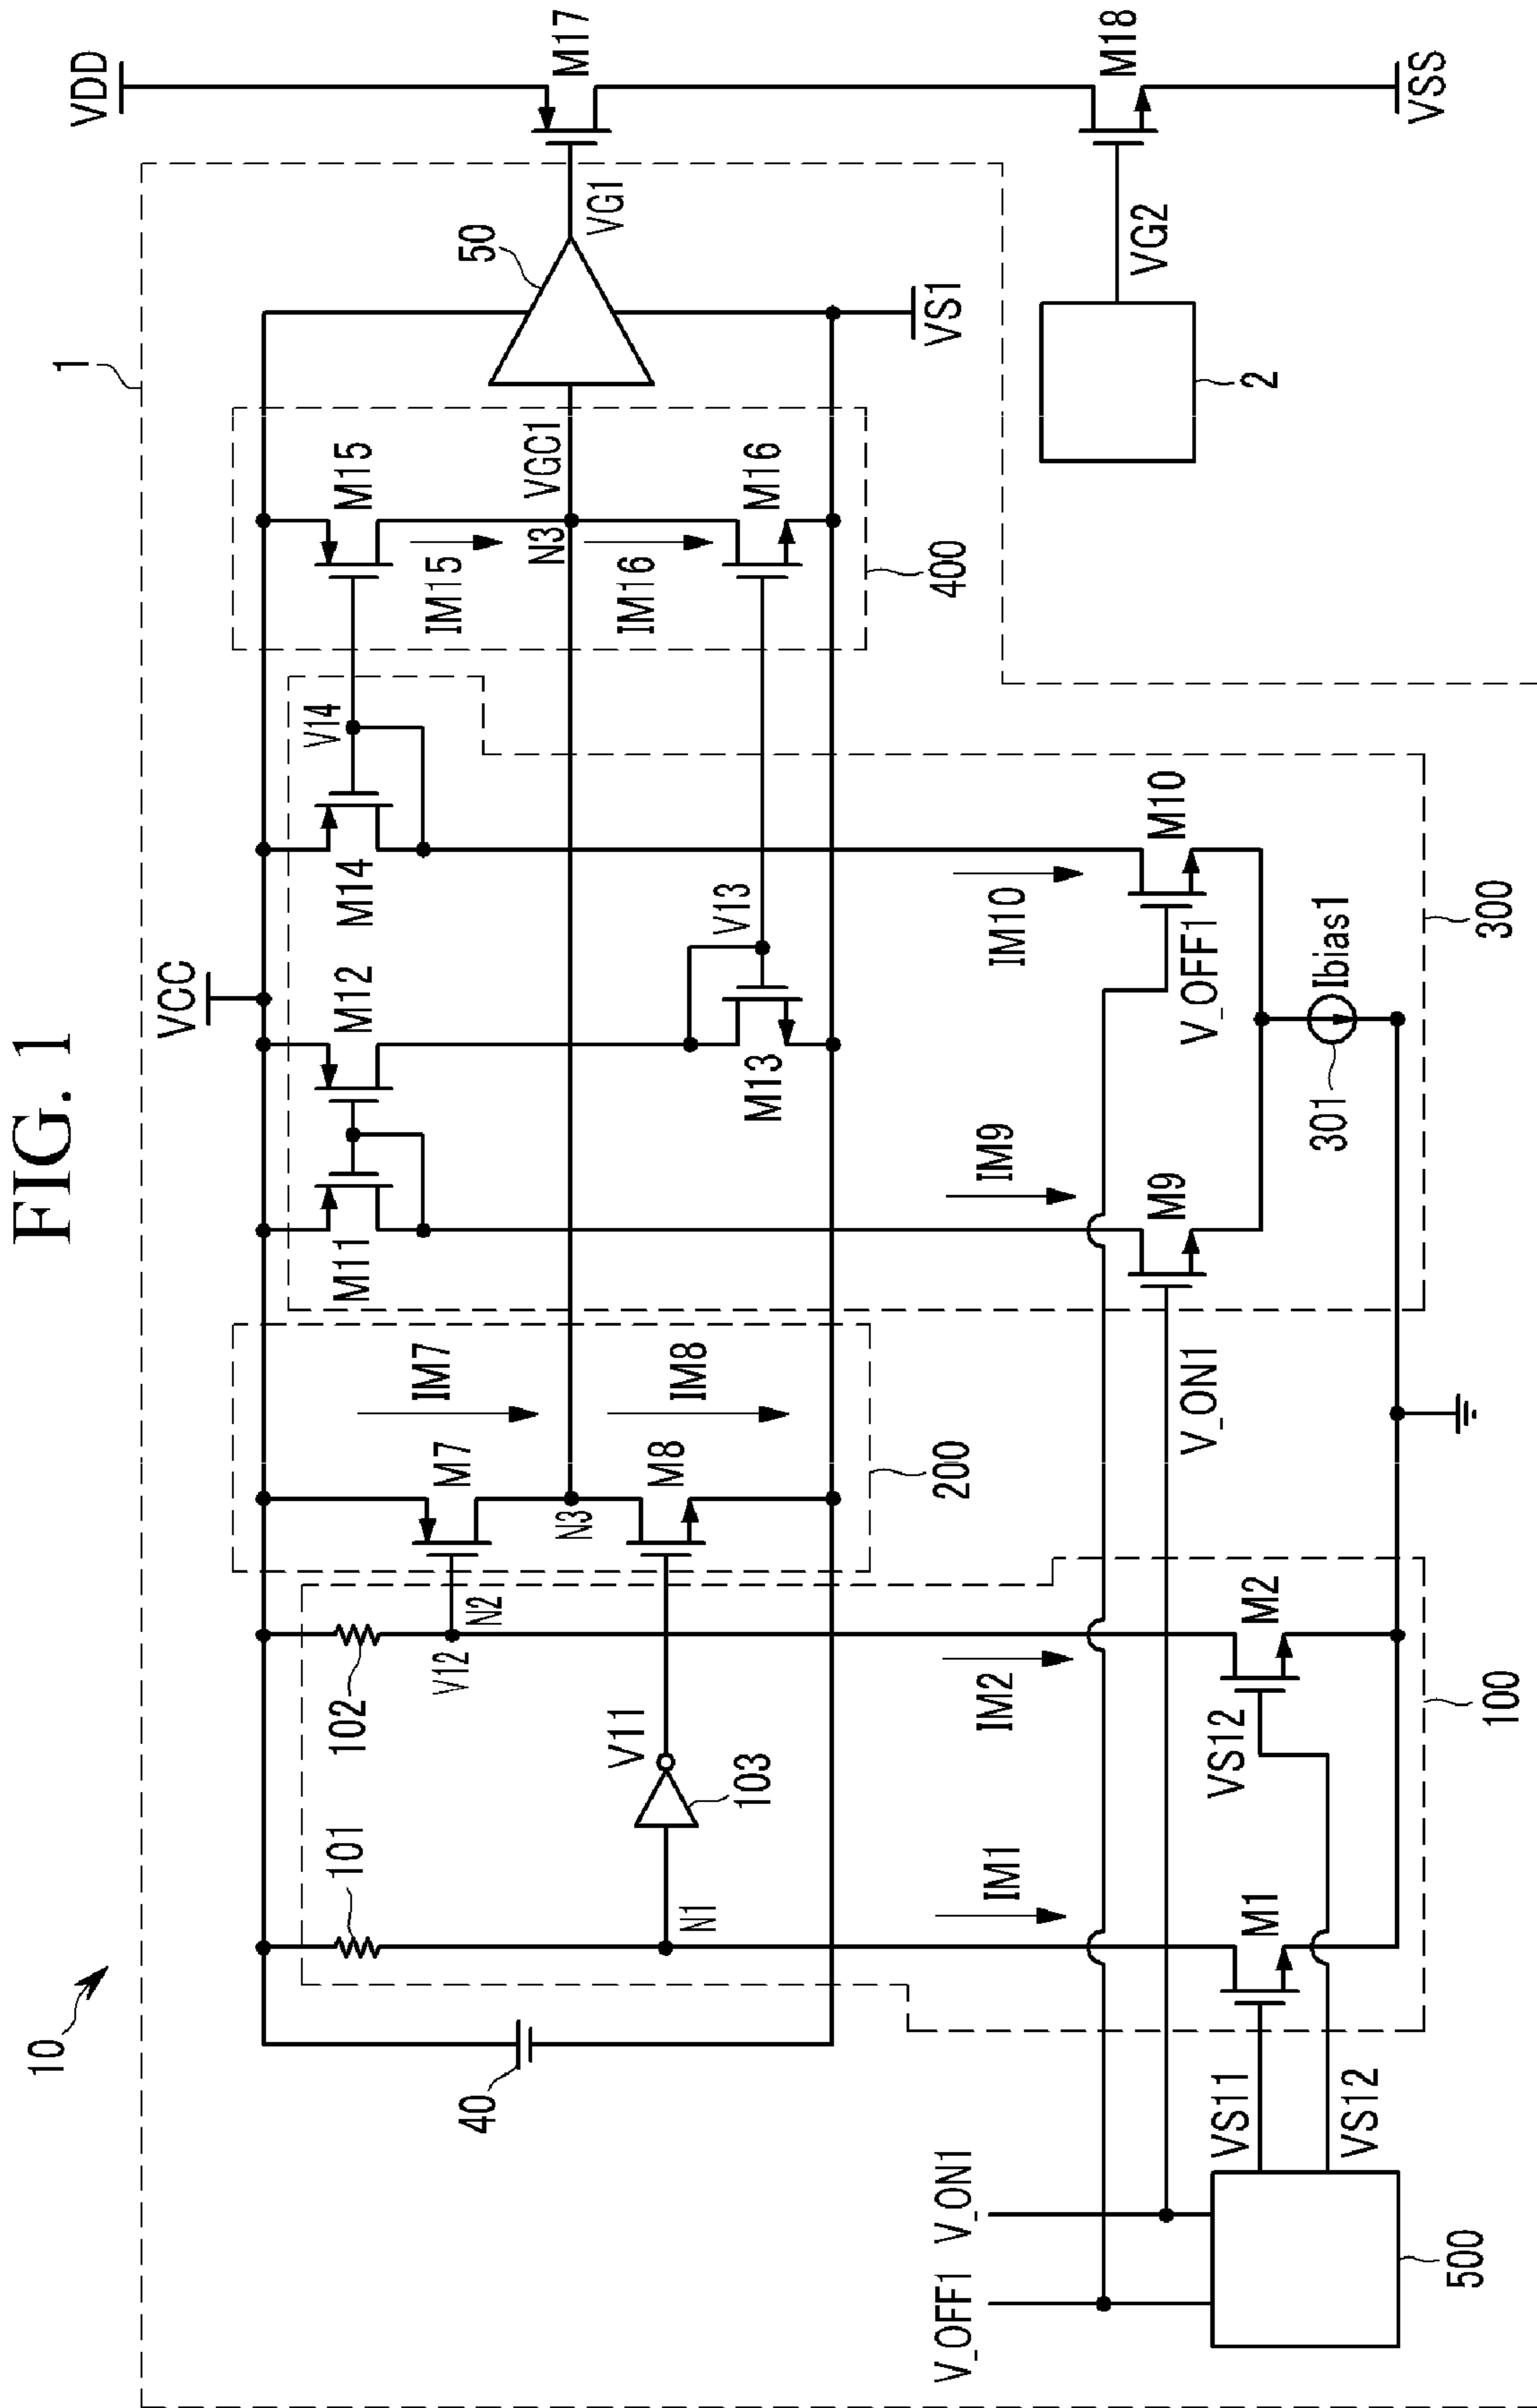 FIG. 1
10
1
VCC
VDD
40
101
102
N1
V11
103
V12
N2
M7
IM7
N3
M8
IM8
200
M11
M12
M13
V13
M14
V14
M15
IM15
N3
VGC1
IM16
M16
400
50
VG1
VS1
M17
M18
VG2
2
VSS
V_OFF1
V_ON1
500
VS11
VS12
IM1
M1
IM2
VS12
M2
100
V_ON1
IM9
M9
IM10
V_OFF1
M10
301
Ibias1
300